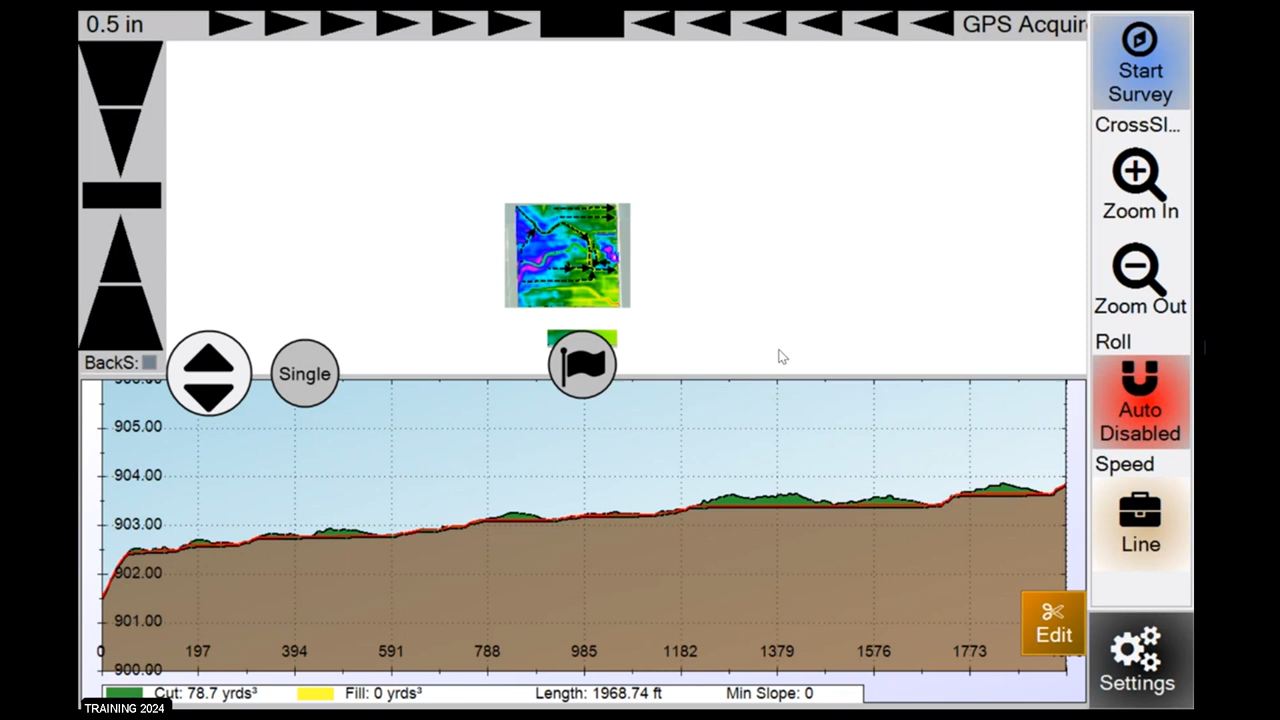 0.5 in
GPS Acquir
Start
Survey
CrossSl...
Zoom In
Zoom Out
Roll
Auto
Disabled
Speed
Line
Settings
BackS:
Single
905.00
904.00
903.00
902.00
901.00
900.00
0 197 394 591 788 985 1182 1379 1576 1773
Edit
Cut: 78.7 yrds³ Fill: 0 yrds³ Length: 1968.74 ft Min Slope: 0
TRAINING 2024